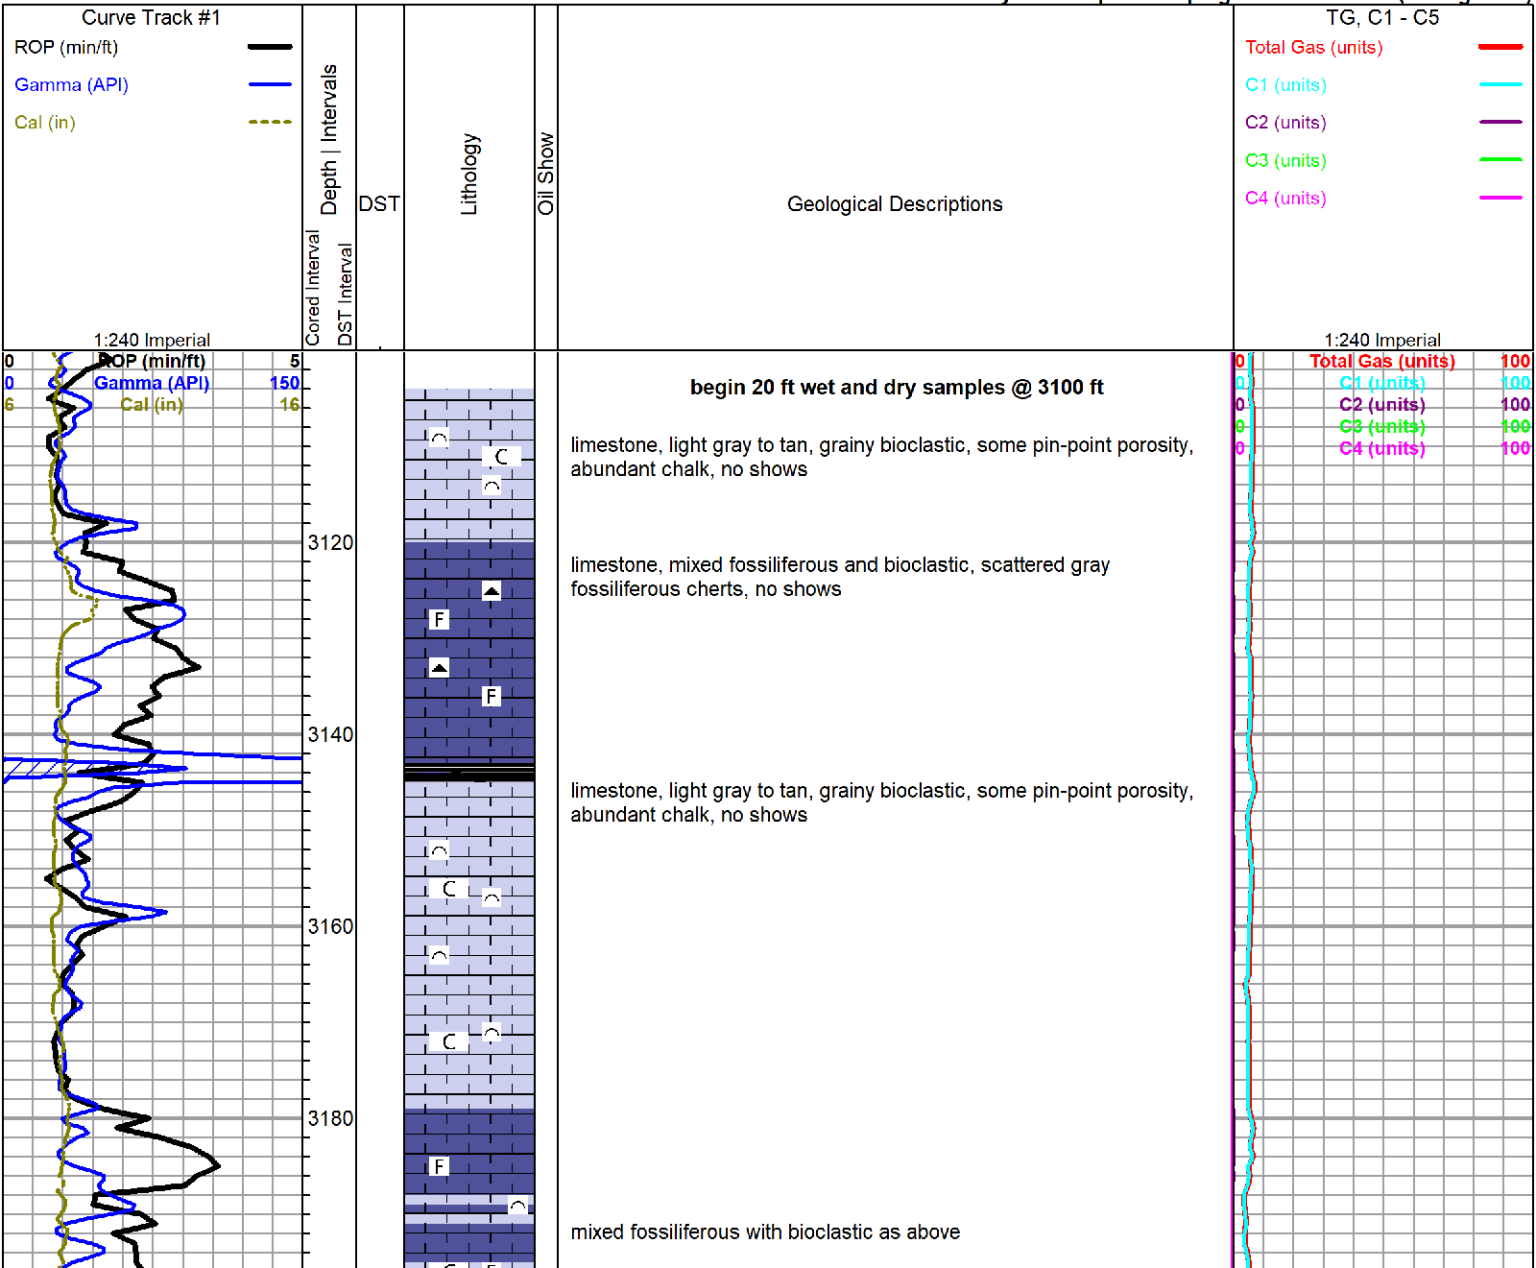 Curve Track #1
ROP (min/ft)
Gamma (API)
Cal (in)
1:240 Imperial
Depth | Intervals
Cored Interval
DST Interval
DST
Lithology
Oil Show
Geological Descriptions
TG, C1 - C5
Total Gas (units)
C1 (units)
C2 (units)
C3 (units)
C4 (units)
1:240 Imperial
0 ROP (min/ft) 5
0 Gamma (API) 150
6 Cal (in) 16
0 Total Gas (units) 100
0 C1 (units) 100
0 C2 (units) 100
0 C3 (units) 100
0 C4 (units) 100
begin 20 ft wet and dry samples @ 3100 ft
limestone, light gray to tan, grainy bioclastic, some pin-point porosity,
abundant chalk, no shows
C
3120
limestone, mixed fossiliferous and bioclastic, scattered gray
fossiliferous cherts, no shows
F
F
3140
limestone, light gray to tan, grainy bioclastic, some pin-point porosity,
abundant chalk, no shows
C
3160
C
3180
F
mixed fossiliferous with bioclastic as above